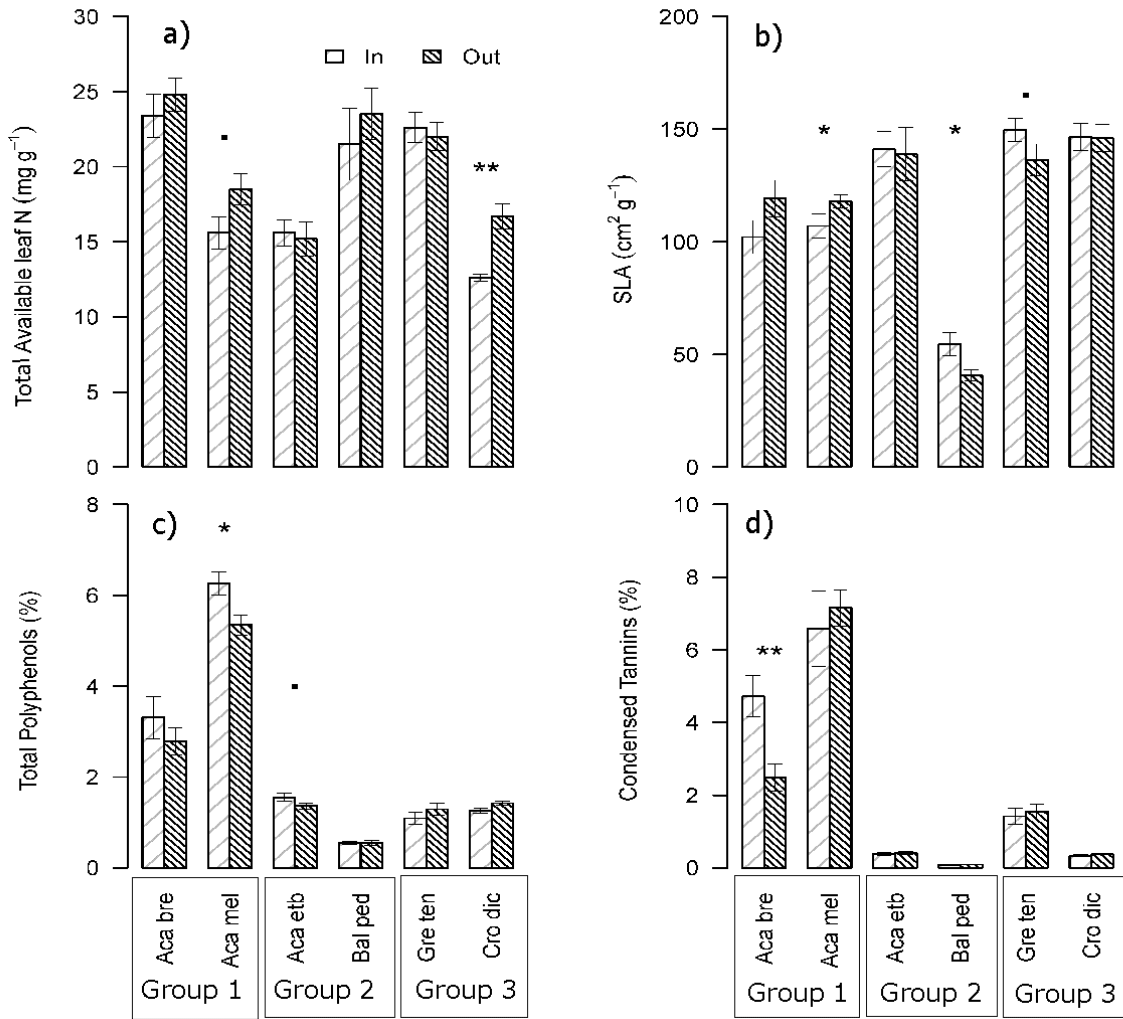 a)
In Out
Total Available leaf N (mg g⁻¹)
30
25
20
15
10
5
0
▪
**
b)
SLA (cm² g⁻¹)
200
150
100
50
0
*
*
▪
c)
Total Polyphenols (%)
8
6
4
2
0
*
▪
d)
Condensed Tannins (%)
10
8
6
4
2
0
**
Aca bre
Aca mel
Aca etb
Bal ped
Gre ten
Cro dic
Group 1
Group 2
Group 3
Aca bre
Aca mel
Aca etb
Bal ped
Gre ten
Cro dic
Group 1
Group 2
Group 3